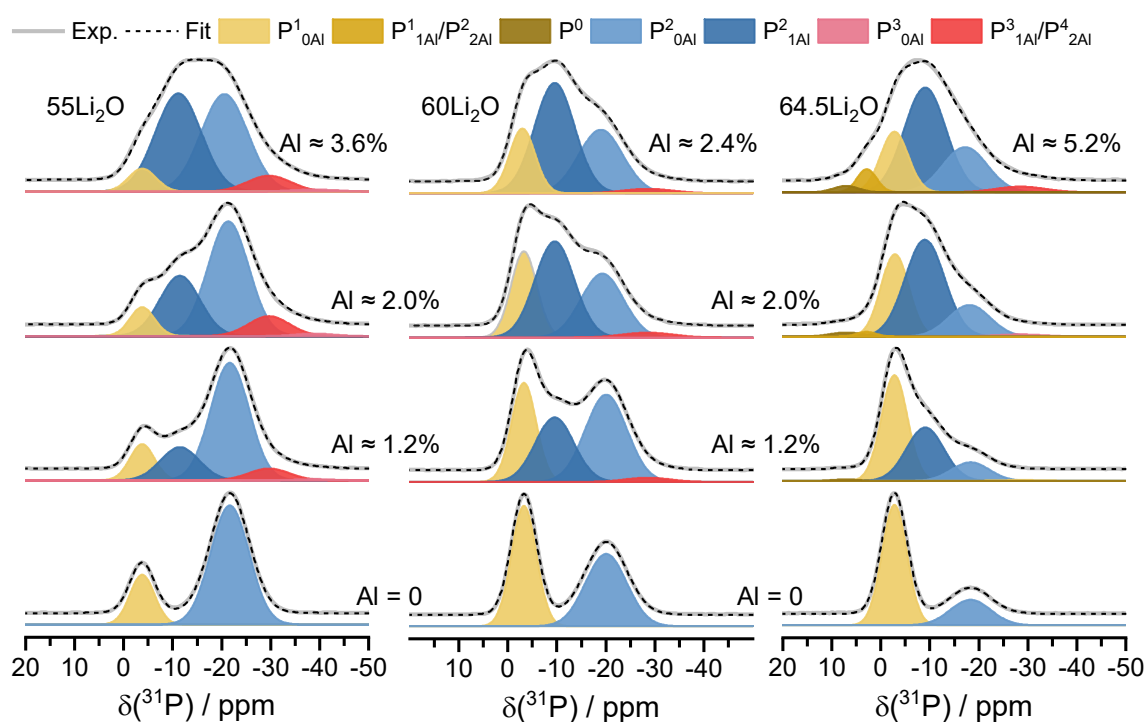 Exp. Fit P¹₀Al P¹₁Al/P²₂Al P⁰ P²₀Al P²₁Al P³₀Al P³₁Al/P⁴₂Al
55Li₂O 60Li₂O 64.5Li₂O
Al ≈ 3.6% Al ≈ 2.4% Al ≈ 5.2%
Al ≈ 2.0% Al ≈ 2.0%
Al ≈ 1.2% Al ≈ 1.2%
Al = 0 Al = 0
20 10 0 -10 -20 -30 -40 -50 10 0 -10 -20 -30 -40 20 10 0 -10 -20 -30 -40 -50
δ(³¹P) / ppm δ(³¹P) / ppm δ(³¹P) / ppm